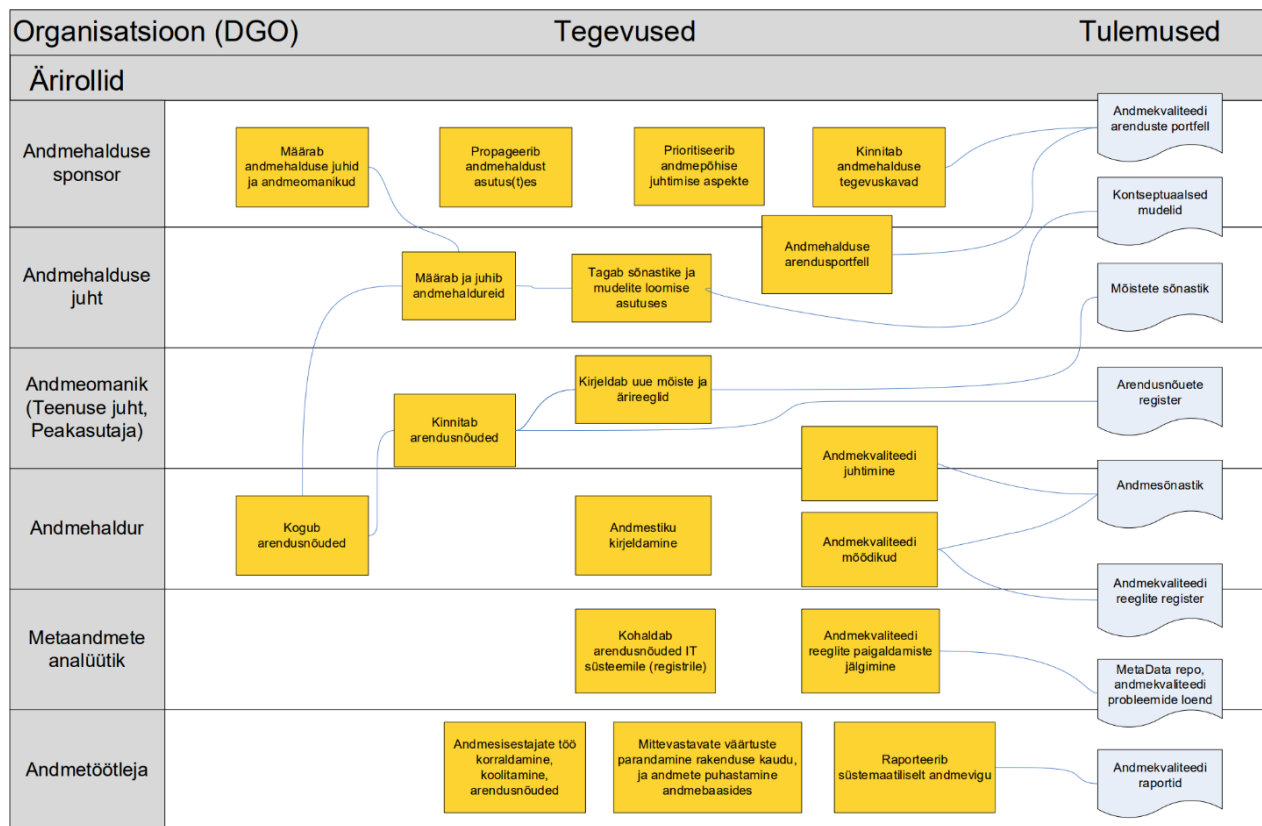 Organisatsioon (DGO)
Tegevused
Tulemused
Ärirollid
Andmehalduse
sponsor
Määrab
andmehalduse juhid
ja andmeomanikud
Propageerib
andmehaldust
asutus(t)es
Prioritiseerib
andmepõhise
juhtimise aspekte
Kinnitab
andmehalduse
tegevuskavad
Andmekvaliteedi
arenduste portfell
Kontseptuaalsed
mudelid
Andmehalduse
juht
Määrab ja juhib
andmehaldureid
Tagab sõnastike ja
mudelite loomise
asutuses
Andmehalduse
arendusportfell
Mõistete sõnastik
Andmeomanik
(Teenuse juht,
Peakasutaja)
Kinnitab
arendusnõuded
Kirjeldab uue mõiste ja
ärireeglid
Andmekvaliteedi
juhtimine
Arendusnõuete
register
Andmehaldur
Kogub
arendusnõuded
Andmestiku
kirjeldamine
Andmekvaliteedi
mõõdikud
Andmesõnastik
Andmekvaliteedi
reeglite register
Metaandmete
analüütik
Kohaldab
arendusnõuded IT
süsteemile (registrile)
Andmekvaliteedi
reeglite paigaldamiste
jälgimine
MetaData repo,
andmekvaliteedi
probleemide loend
Andmetöötleja
Andmesisestajate töö
korraldamine,
koolitamine,
arendusnõuded
Mittevastavate väärtuste
parandamine rakenduse kaudu,
ja andmete puhastamine
andmebaasides
Raporteerib
süstemaatiliselt andmevigu
Andmekvaliteedi
raportid